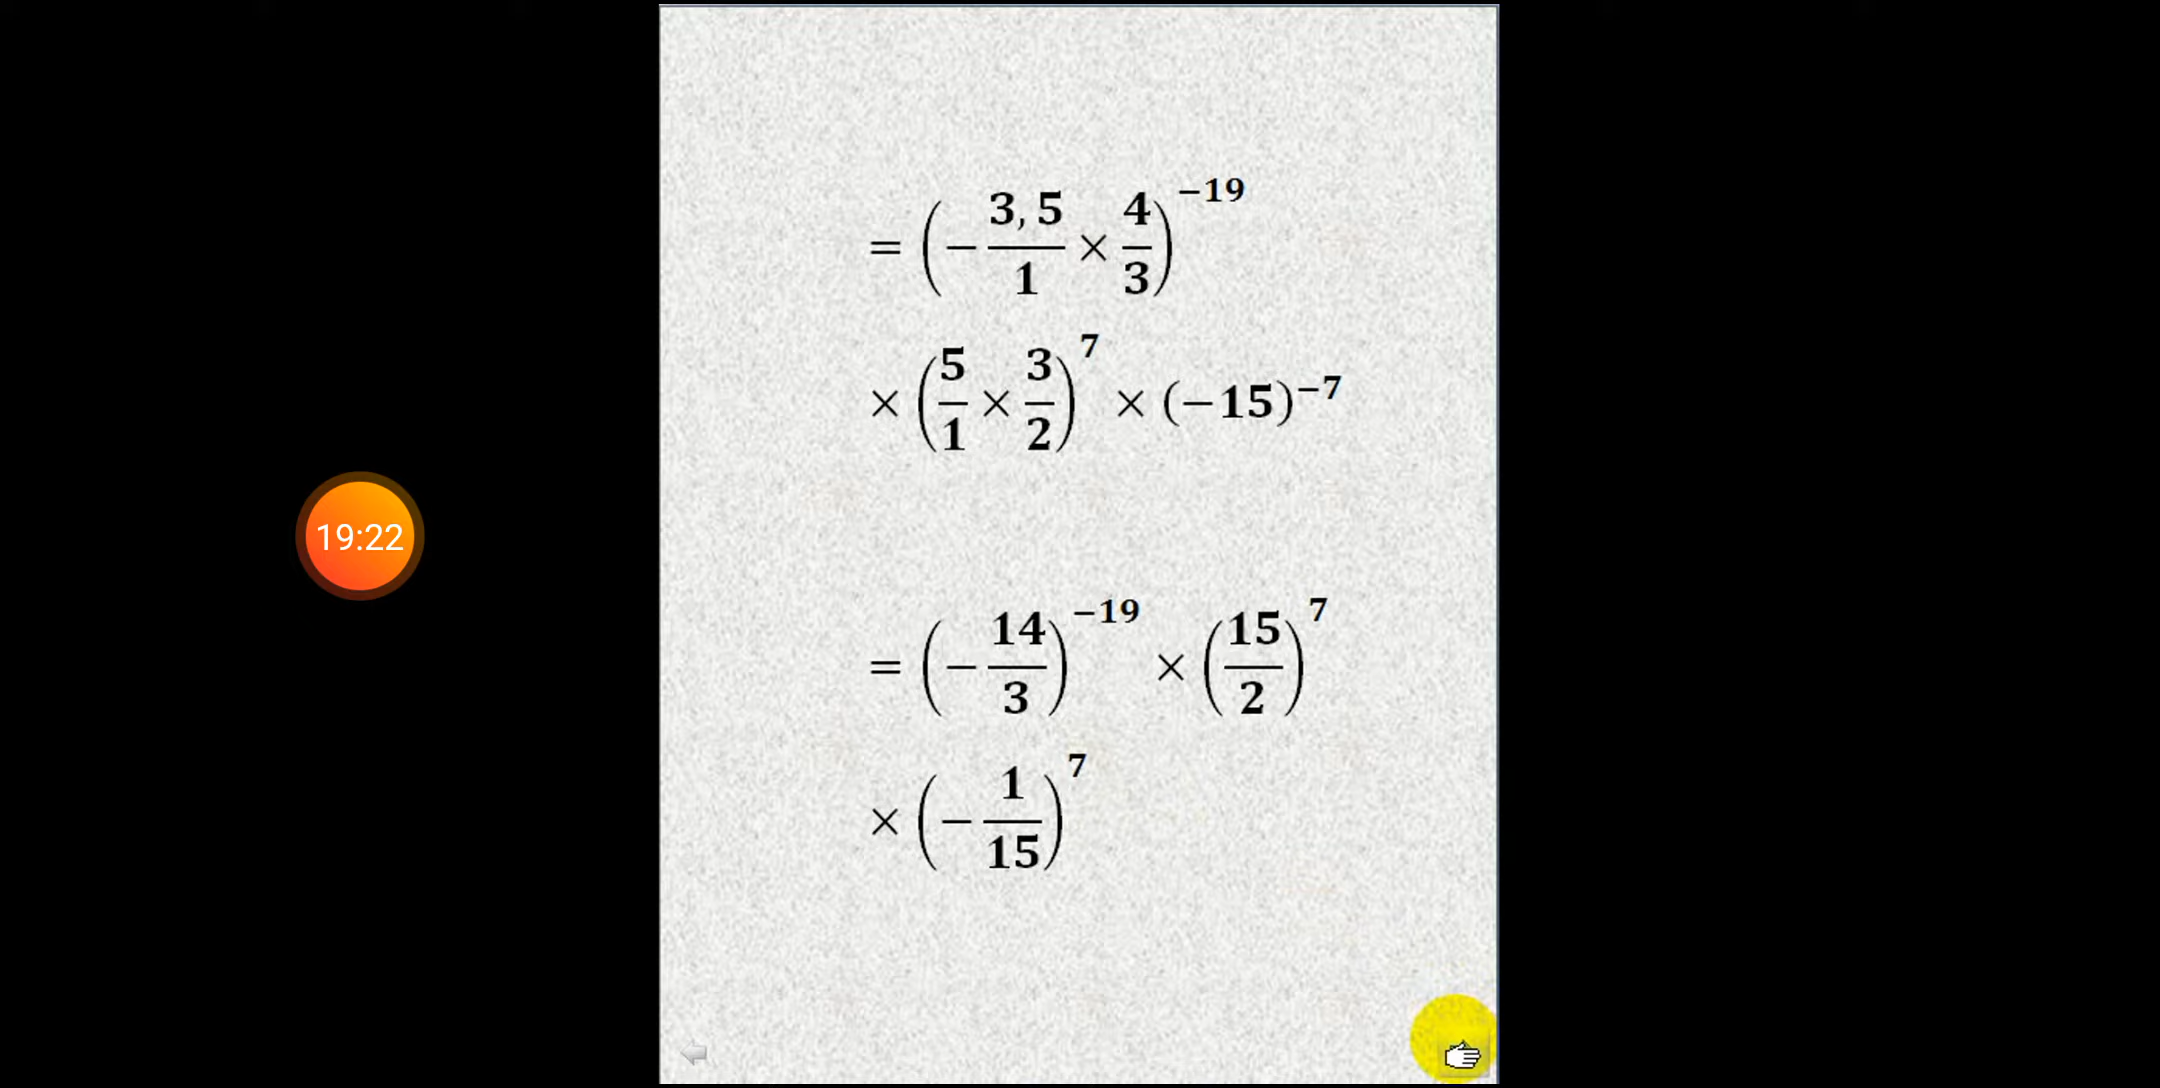 = (− 3,5/1 × 4/3)^−19
× (5/1 × 3/2)^7 × (−15)^−7
19:22
= (− 14/3)^−19 × (15/2)^7
× (− 1/15)^7